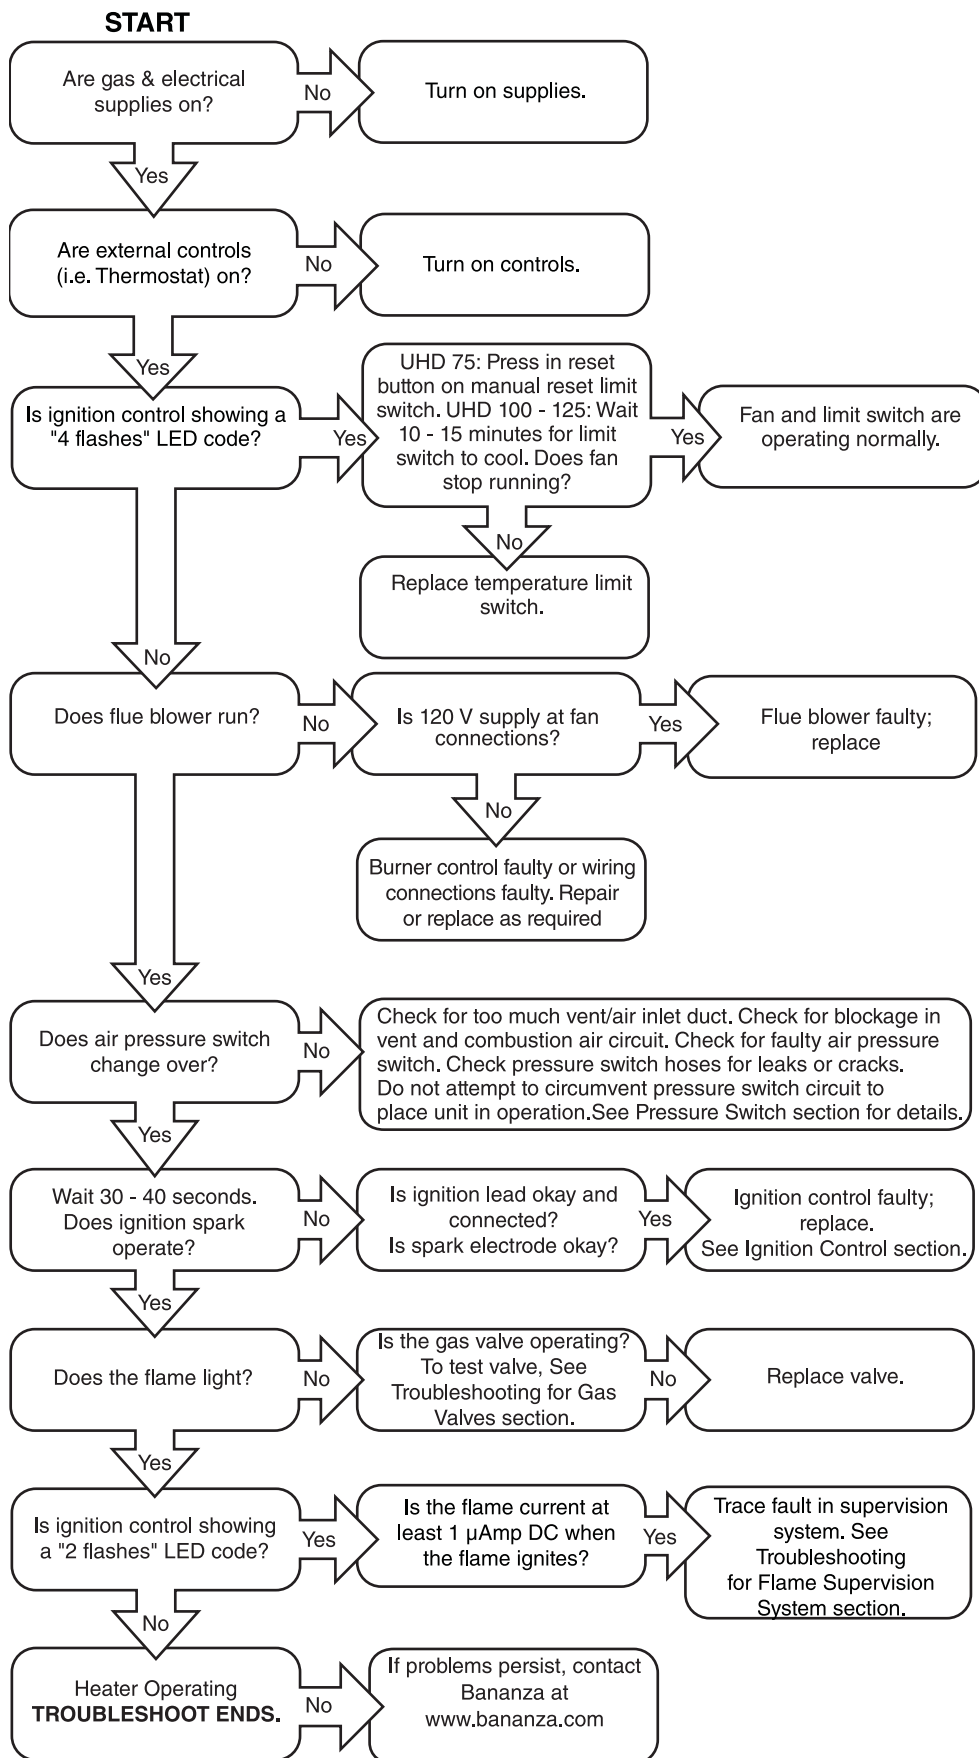 START
Are gas & electrical
supplies on?
No
Turn on supplies.
Yes
Are external controls
(i.e. Thermostat) on?
No
Turn on controls.
Yes
Is ignition control showing a
"4 flashes" LED code?
Yes
UHD 75: Press in reset
button on manual reset limit
switch. UHD 100 - 125: Wait
10 - 15 minutes for limit
switch to cool. Does fan
stop running?
Yes
Fan and limit switch are
operating normally.
No
Replace temperature limit
switch.
No
Does flue blower run?
No
Is 120 V supply at fan
connections?
Yes
Flue blower faulty;
replace
No
Burner control faulty or wiring
connections faulty. Repair
or replace as required
Yes
Does air pressure switch
change over?
No
Check for too much vent/air inlet duct. Check for blockage in
vent and combustion air circuit. Check for faulty air pressure
switch. Check pressure switch hoses for leaks or cracks.
Do not attempt to circumvent pressure switch circuit to
place unit in operation.See Pressure Switch section for details.
Yes
Wait 30 - 40 seconds.
Does ignition spark
operate?
No
Is ignition lead okay and
connected?
Is spark electrode okay?
Yes
Ignition control faulty;
replace.
See Ignition Control section.
Yes
Does the flame light?
No
Is the gas valve operating?
To test valve, See
Troubleshooting for Gas
Valves section.
No
Replace valve.
Yes
Is ignition control showing
a "2 flashes" LED code?
Yes
Is the flame current at
least 1 µAmp DC when
the flame ignites?
Yes
Trace fault in supervision
system. See
Troubleshooting
for Flame Supervision
System section.
No
Heater Operating
TROUBLESHOOT ENDS.
No
If problems persist, contact
Bananza at
www.bananza.com